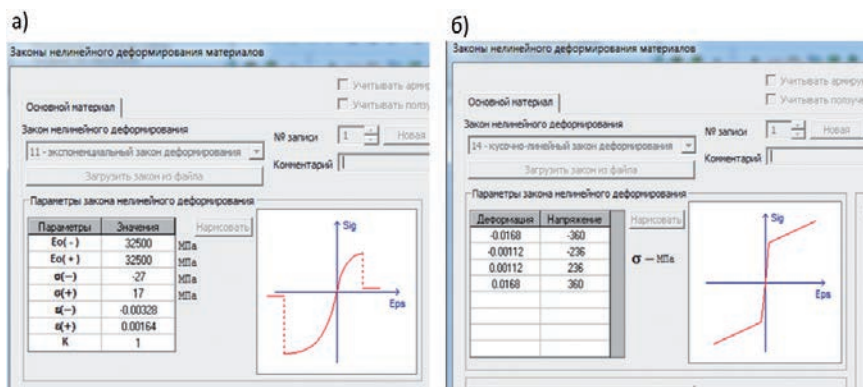 а)
Законы нелинейного деформирования материалов
Учитывать
Учитывать
Основной материал
Закон нелинейного деформирования
№ записи 1 Новая
11 - экспоненциальный закон деформирования
Комментарий
Загрузить закон из файла
Параметры закона нелинейного деформирования
Параметры Значения Нарисовать
Eo(-) 32500 МПа
Eo(+) 32500 МПа
σ(-) -27 МПа
σ(+) 17 МПа
ε(-) -0.00328
ε(+) 0.00164
K 1
Sig
Eps
б)
Законы нелинейного деформирования материалов
Учитывать
Учитывать
Основной материал
Закон нелинейного деформирования
№ записи 1 Новая
14 - кусочно-линейный закон деформирования
Комментарий
Загрузить закон из файла
Параметры закона нелинейного деформирования
Деформация Напряжение Нарисовать
-0.0168 -360
-0.00112 -236
0.00112 236
0.0168 360
σ — МПа
Sig
Eps